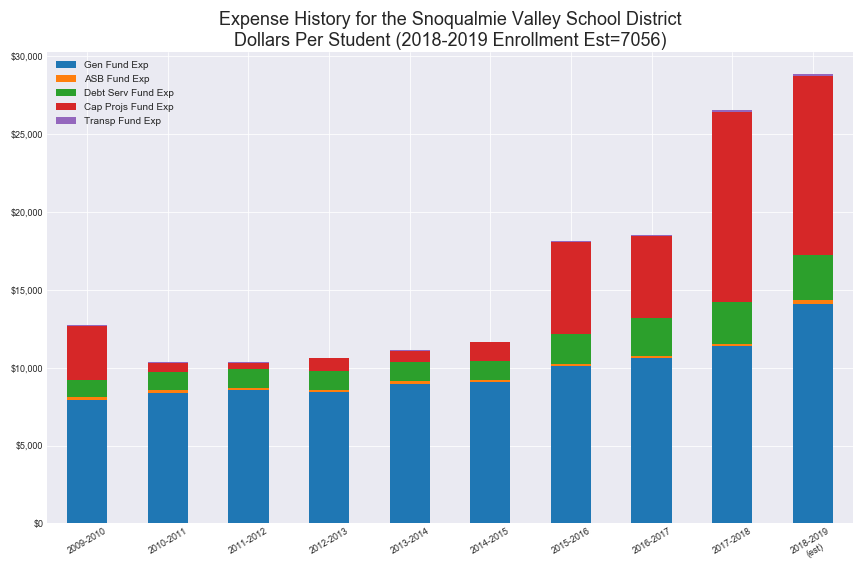 Expense History for the Snoqualmie Valley School District
Dollars Per Student (2018-2019 Enrollment Est=7056)
$30,000
$25,000
$20,000
$15,000
$10,000
$5,000
$0
Gen Fund Exp
ASB Fund Exp
Debt Serv Fund Exp
Cap Projs Fund Exp
Transp Fund Exp
2009-2010
2010-2011
2011-2012
2012-2013
2013-2014
2014-2015
2015-2016
2016-2017
2017-2018
2018-2019
(est)